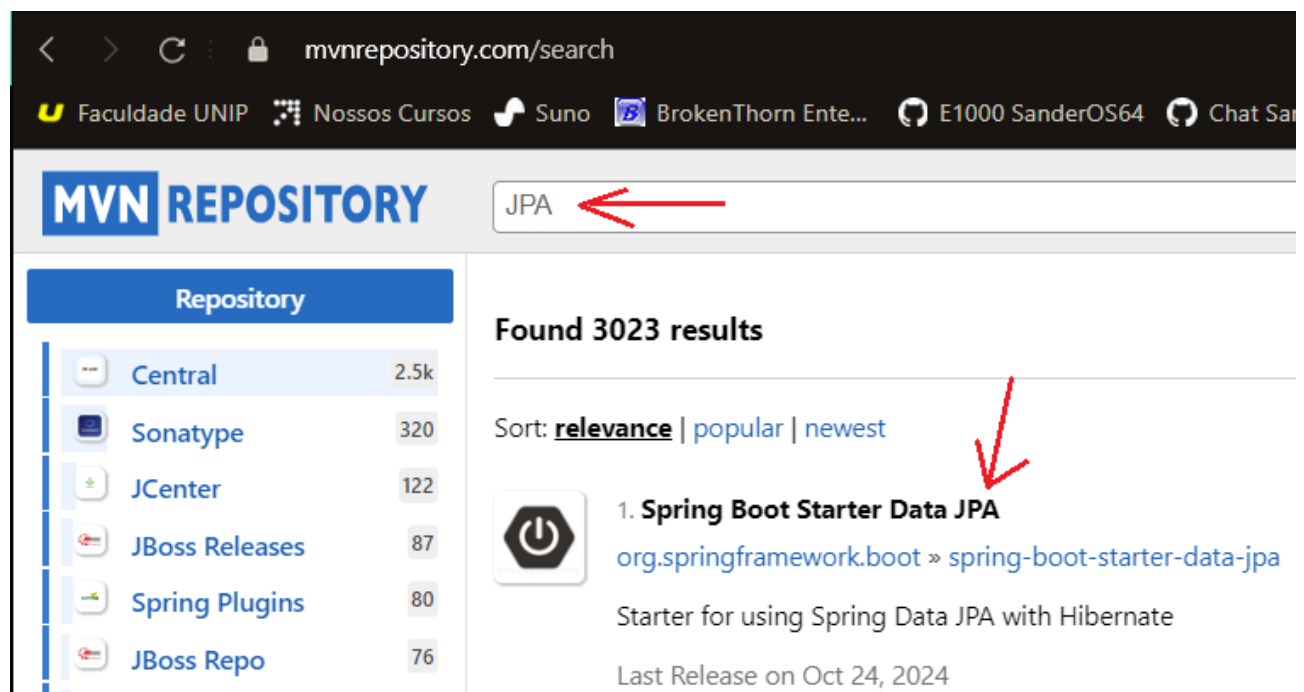 mvnrepository.com/search
Faculdade UNIP Nossos Cursos Suno BrokenThorn Ente... E1000 SanderOS64 Chat Sar
MVN REPOSITORY
JPA
Repository
Central 2.5k
Sonatype 320
JCenter 122
JBoss Releases 87
Spring Plugins 80
JBoss Repo 76
Found 3023 results
Sort: relevance | popular | newest
1. Spring Boot Starter Data JPA
org.springframework.boot » spring-boot-starter-data-jpa
Starter for using Spring Data JPA with Hibernate
Last Release on Oct 24, 2024